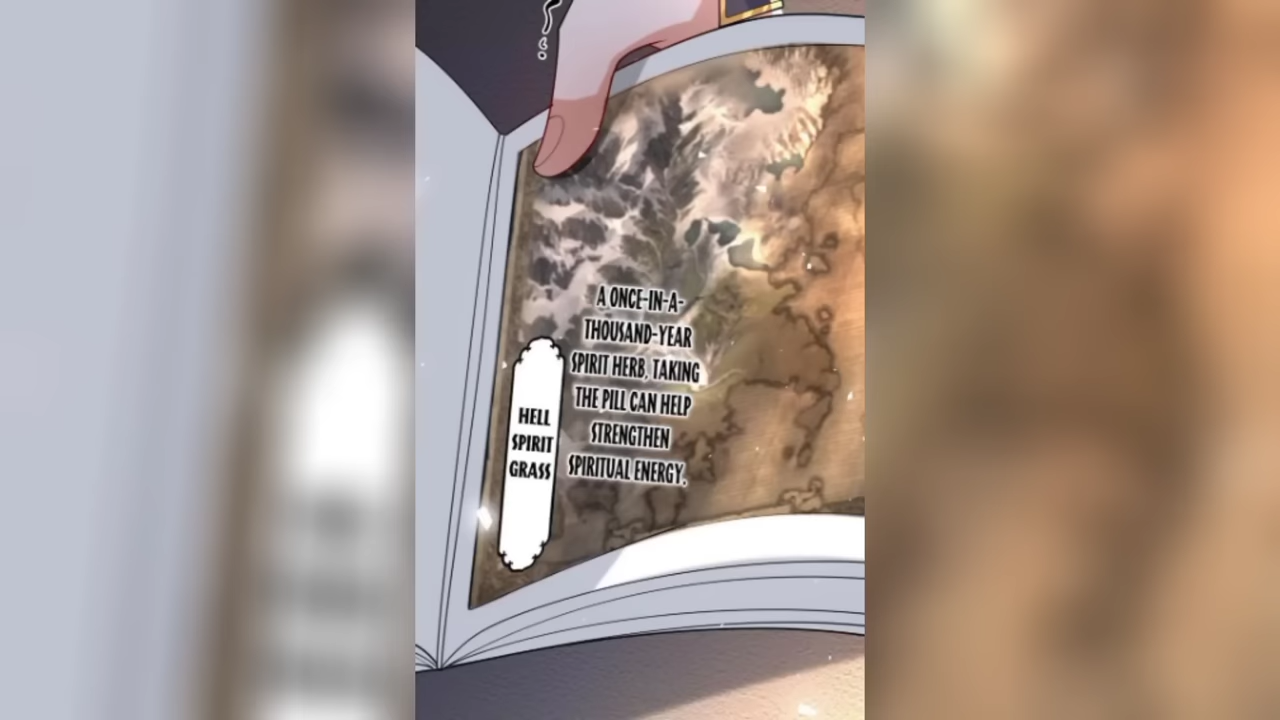 A ONCE-IN-A-
THOUSAND-YEAR
SPIRIT HERB, TAKING
THE PILL CAN HELP
STRENGTHEN
SPIRITUAL ENERGY.
HELL
SPIRIT
GRASS